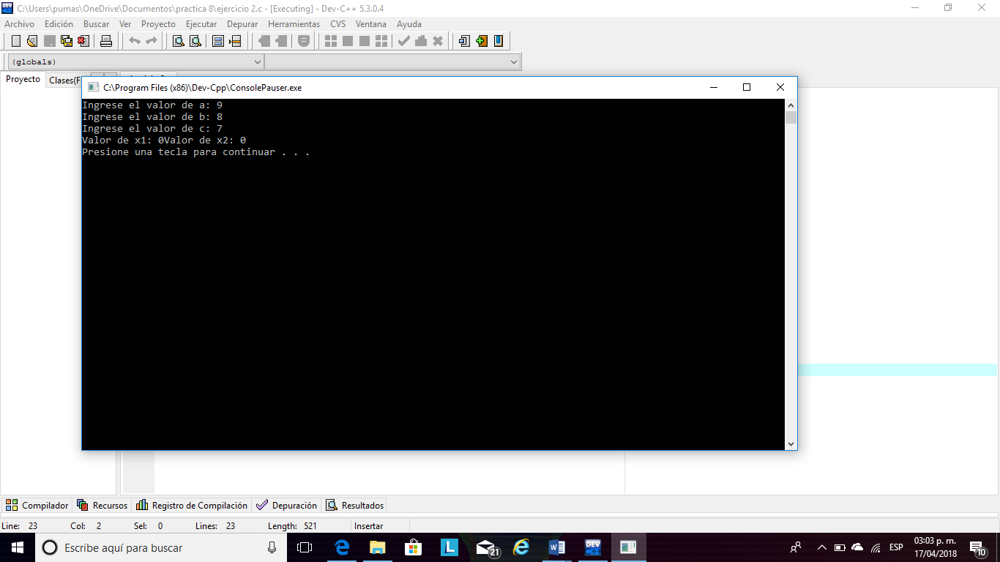 C:\Users\pumas\OneDrive\Documentos\practica 8\ejercicio 2.c - [Executing] - Dev-C++ 5.3.0.4
Archivo Edición Buscar Ver Proyecto Ejecutar Depurar Herramientas CVS Ventana Ayuda
(globals)
Proyecto Clases(F
C:\Program Files (x86)\Dev-Cpp\ConsolePauser.exe
Ingrese el valor de a: 9
Ingrese el valor de b: 8
Ingrese el valor de c: 7
Valor de x1: 0Valor de x2: 0
Presione una tecla para continuar . . .
Compilador Recursos Registro de Compilación Depuración Resultados
Line: 23 Col: 2 Sel: 0 Lines: 23 Length: 521 Insertar
Escribe aquí para buscar L 21 DEV ESP 03:03 p. m.
17/04/2018 10